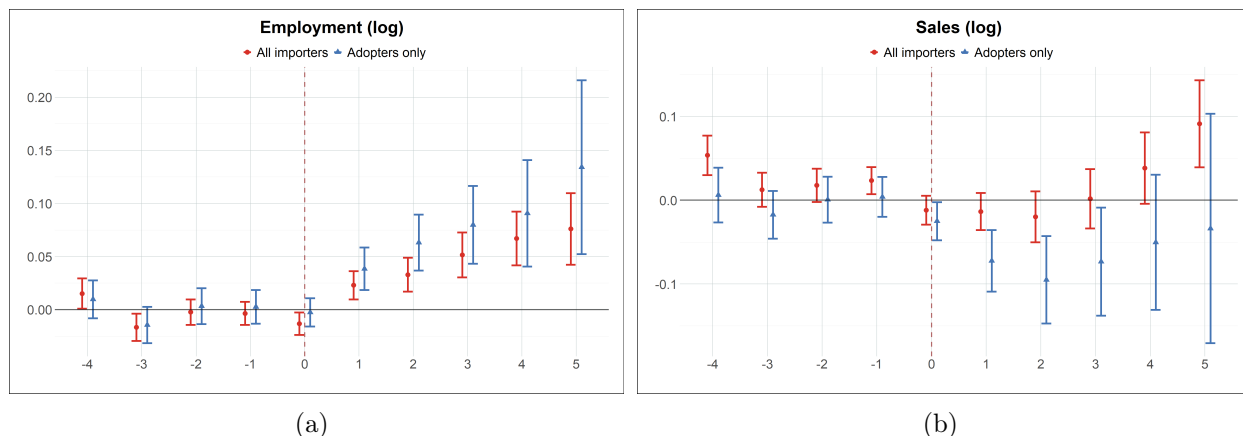 Employment (log)
All importers Adopters only
0.20
0.15
0.10
0.05
0.00
-4 -3 -2 -1 0 1 2 3 4 5
(a)
Sales (log)
All importers Adopters only
0.1
0.0
-0.1
-4 -3 -2 -1 0 1 2 3 4 5
(b)